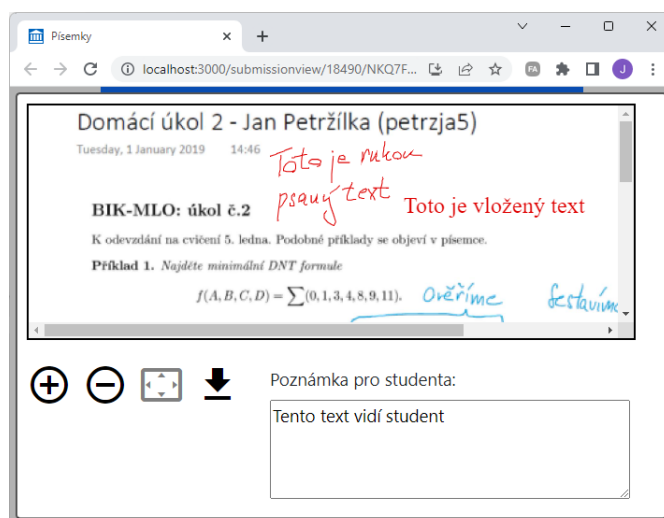 Písemky
localhost:3000/submissionview/18490/NKQ7F...
FA
J
Domácí úkol 2 - Jan Petržílka (petrzja5)
Tuesday, 1 January 2019 14:46
Toto je rukou
psaný text
Toto je vložený text
BIK-MLO: úkol č.2
K odevzdání na cvičení 5. ledna. Podobné příklady se objeví v písemce.
Příklad 1. Najděte minimální DNT formule
f(A, B, C, D) = ∑(0, 1, 3, 4, 8, 9, 11). Ověříme Sestavíme
Poznámka pro studenta:
Tento text vidí student